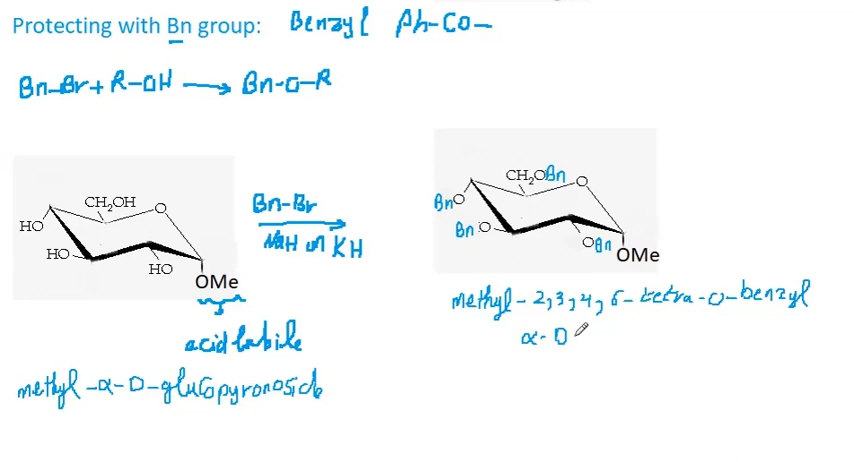 Protecting with Bn group: Benzyl Ph-Co-
Bn-Br + R-OH → Bn-O-R
CH2OH
O
HO
HO
HO
OMe
Bn-Br
NaH or KH
CH2OBn
O
BnO
BnO
OBn
OMe
acid labile
methyl-α-D-glucopyronoside
methyl-2,3,4,6-tetra-O-benzyl
α-D